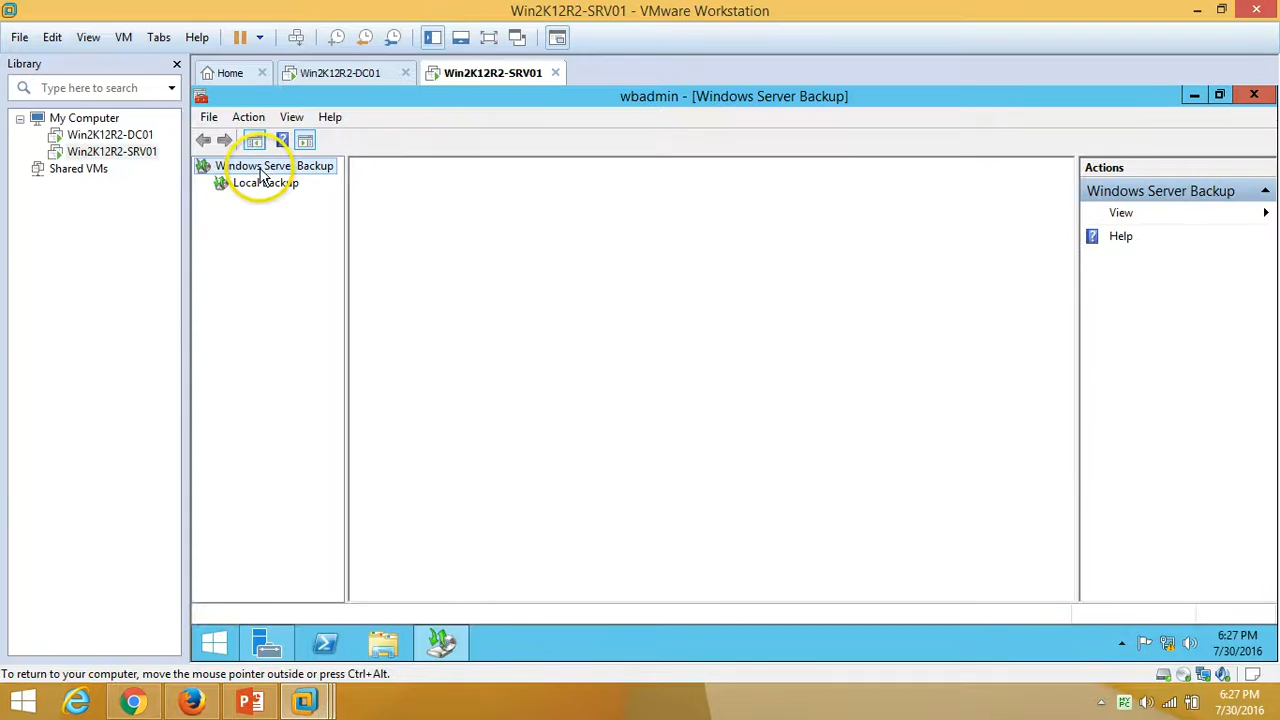 Win2K12R2-SRV01 - VMware Workstation
File Edit View VM Tabs Help
Library
Type here to search
My Computer
Win2K12R2-DC01
Win2K12R2-SRV01
Shared VMs
Home Win2K12R2-DC01 Win2K12R2-SRV01
wbadmin - [Windows Server Backup]
File Action View Help
Windows Server Backup
Local Backup
Actions
Windows Server Backup
View
Help
6:27 PM
7/30/2016
To return to your computer, move the mouse pointer outside or press Ctrl+Alt.
6:27 PM
7/30/2016